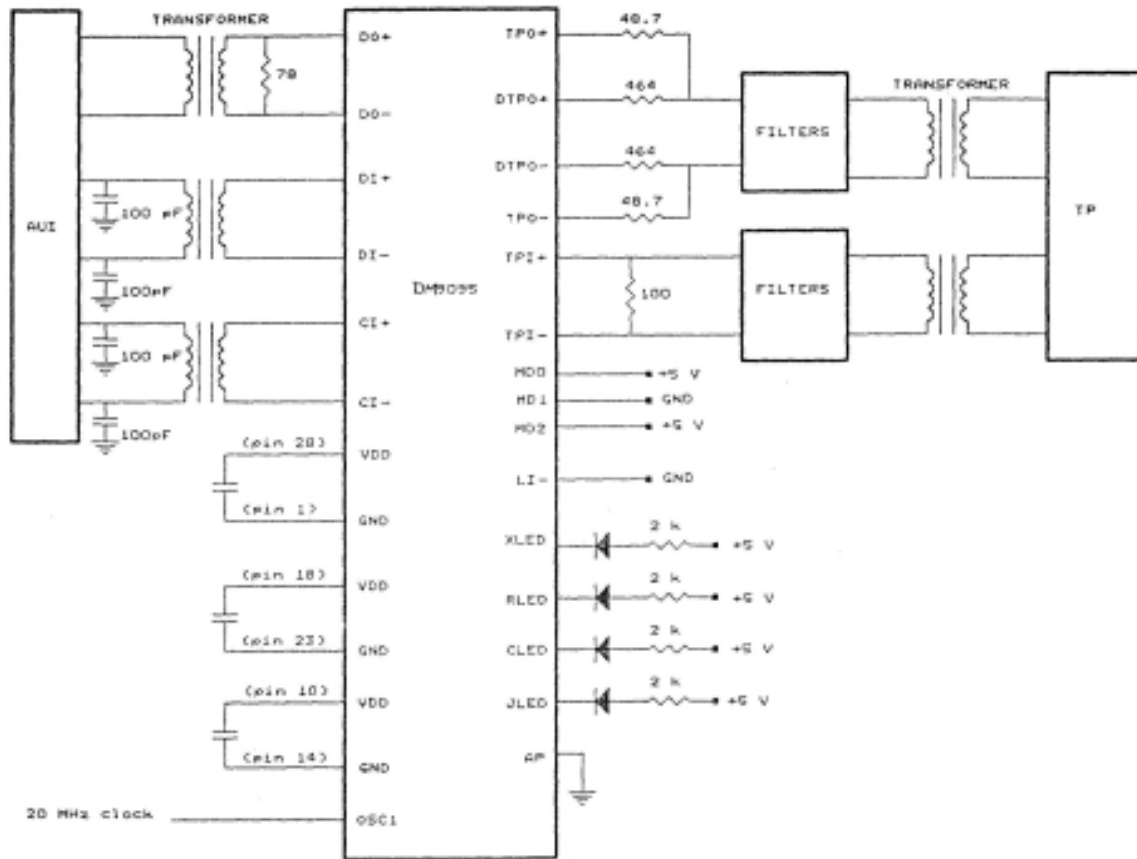 TRANSFORMER
AUI
DO+
78
DO-
DI+
100 pF
DI-
100pF
CI+
100 pF
CI-
100pF
(pin 28)
VDD
(pin 1)
GND
(pin 18)
VDD
(pin 23)
GND
(pin 10)
VDD
(pin 14)
GND
20 MHz clock
OSC1
DM9095
TPO+
48.7
DTPO+
464
DTPO-
464
TPO-
48.7
TPI+
100
TPI-
FILTERS
FILTERS
TRANSFORMER
TP
MD0
+5 V
MD1
GND
MD2
+5 V
LI-
GND
XLED
2 k
+5 V
RLED
2 k
+5 V
CLED
2 k
+5 V
JLED
2 k
+5 V
AP